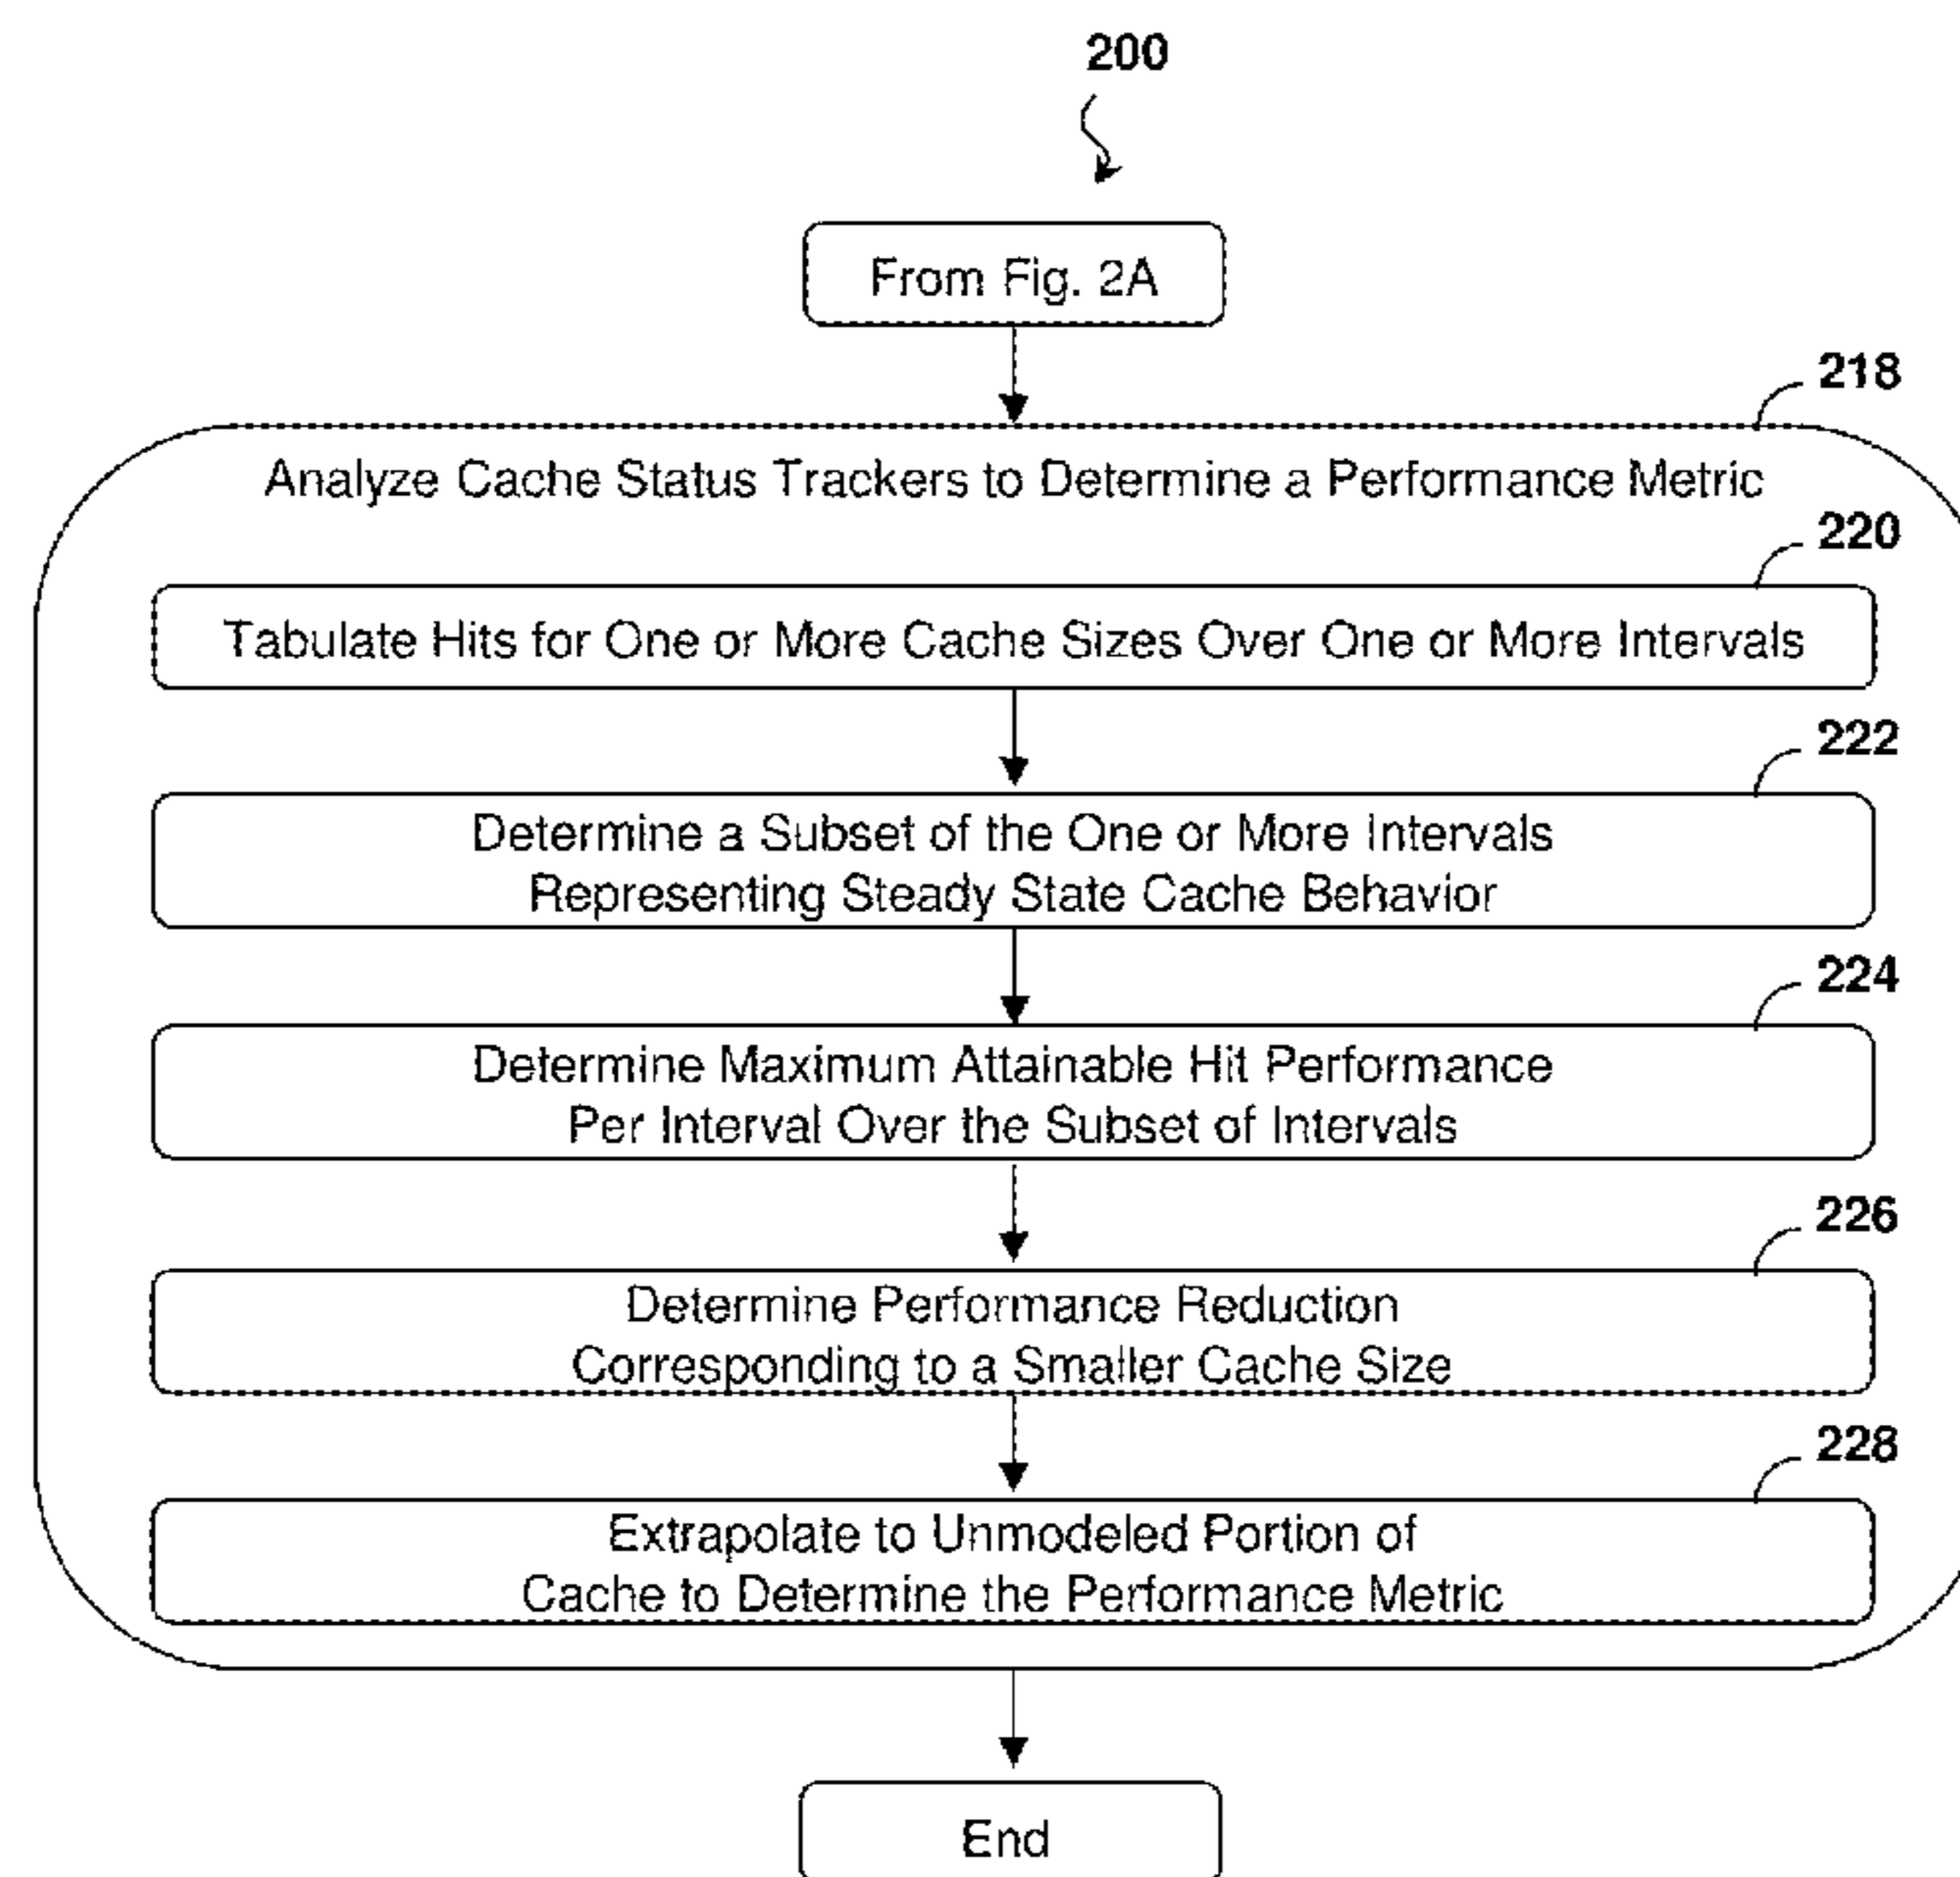 200
From Fig. 2A
218
Analyze Cache Status Trackers to Determine a Performance Metric
220
Tabulate Hits for One or More Cache Sizes Over One or More Intervals
222
Determine a Subset of the One or More Intervals
Representing Steady State Cache Behavior
224
Determine Maximum Attainable Hit Performance
Per Interval Over the Subset of Intervals
226
Determine Performance Reduction
Corresponding to a Smaller Cache Size
228
Extrapolate to Unmodeled Portion of
Cache to Determine the Performance Metric
End